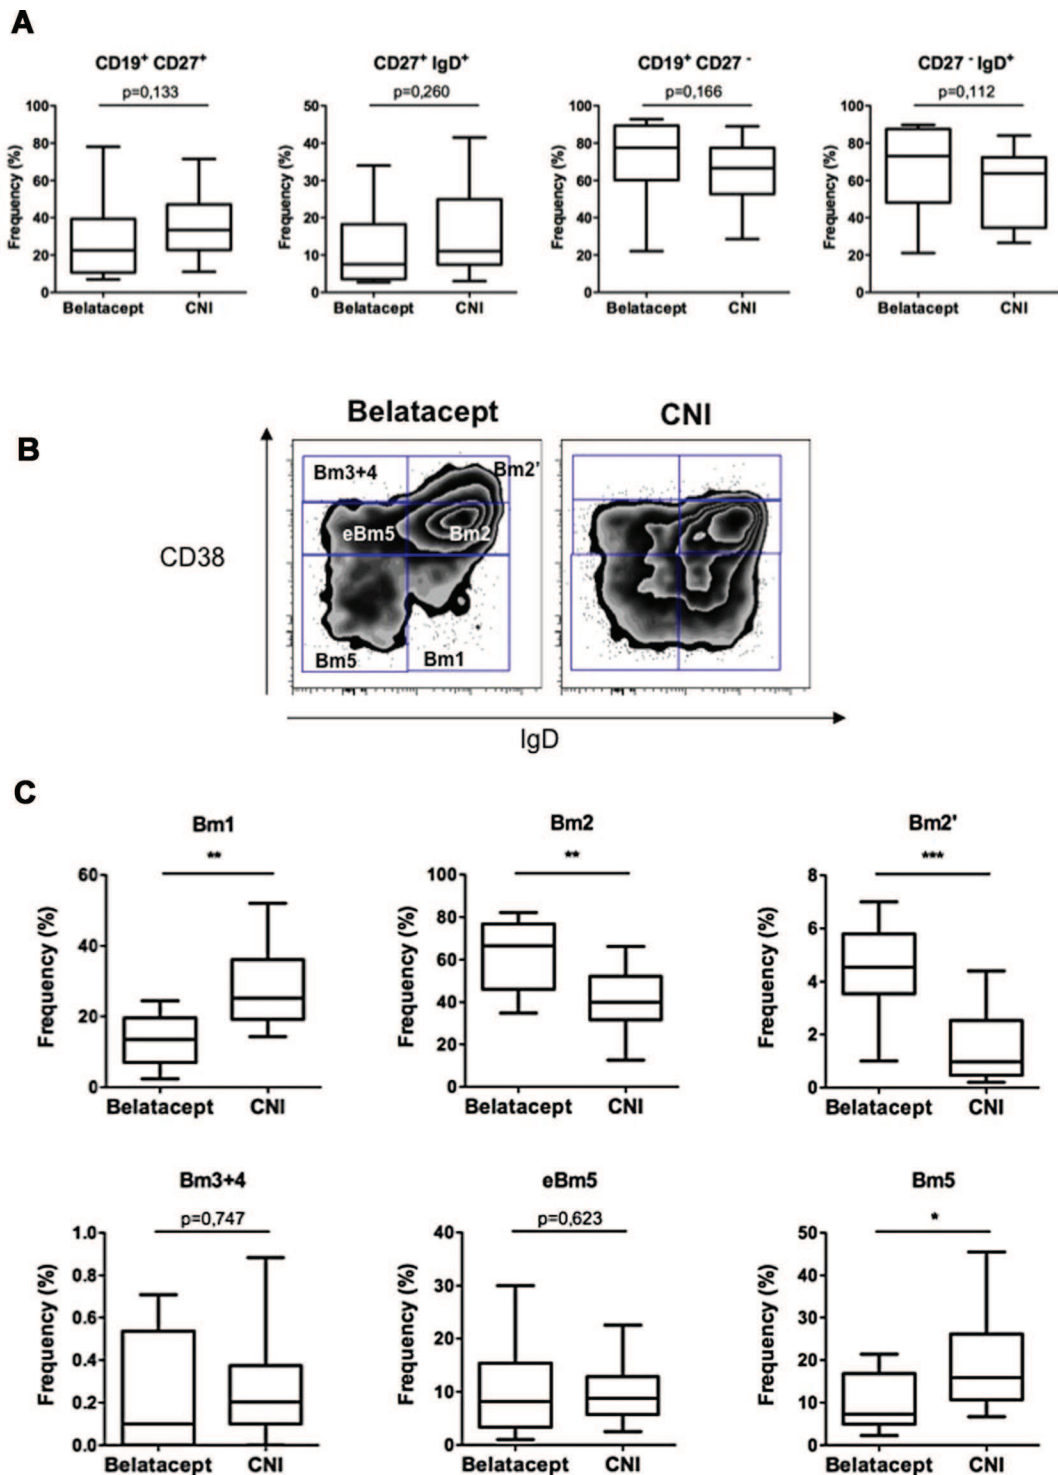 A
CD19+ CD27+ CD27+ IgD+ CD19+ CD27 - CD27 - IgD+
p=0,133 p=0,260 p=0,166 p=0,112
Frequency (%)
100
80
60
40
20
0
Belatacept CNI
Frequency (%)
50
40
30
20
10
0
Belatacept CNI
Frequency (%)
100
80
60
40
20
0
Belatacept CNI
Frequency (%)
100
80
60
40
20
0
Belatacept CNI
B
Belatacept CNI
CD38
Bm3+4 Bm2'
eBm5 Bm2
Bm5 Bm1
IgD
C
Bm1
**
Frequency (%)
60
40
20
0
Belatacept CNI
Bm2
**
Frequency (%)
100
80
60
40
20
0
Belatacept CNI
Bm2'
***
Frequency (%)
8
6
4
2
0
Belatacept CNI
Bm3+4
p=0,747
Frequency (%)
1.0
0.8
0.6
0.4
0.2
0.0
Belatacept CNI
eBm5
p=0,623
Frequency (%)
40
30
20
10
0
Belatacept CNI
Bm5
*
Frequency (%)
50
40
30
20
10
0
Belatacept CNI